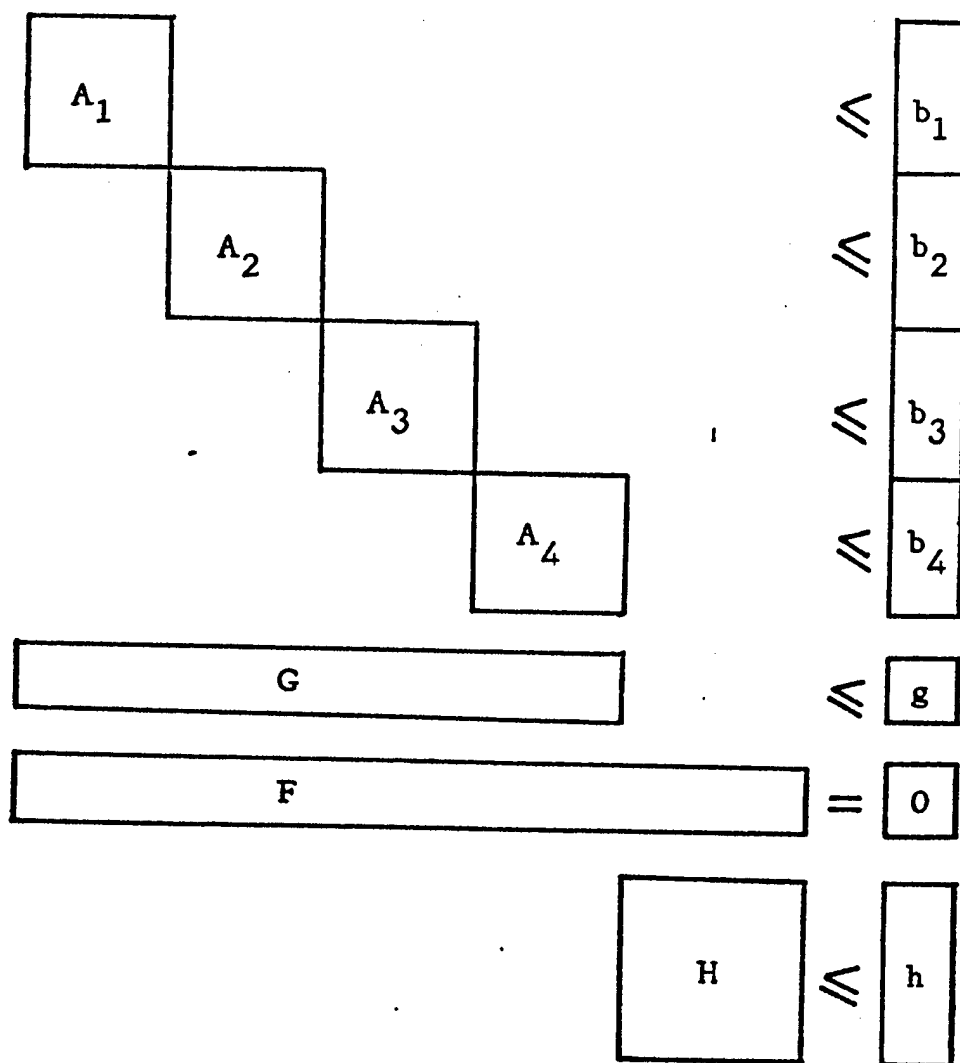 A₁ ≤ b₁
A₂ ≤ b₂
A₃ ≤ b₃
A₄ ≤ b₄
G ≤ g
F = 0
H ≤ h